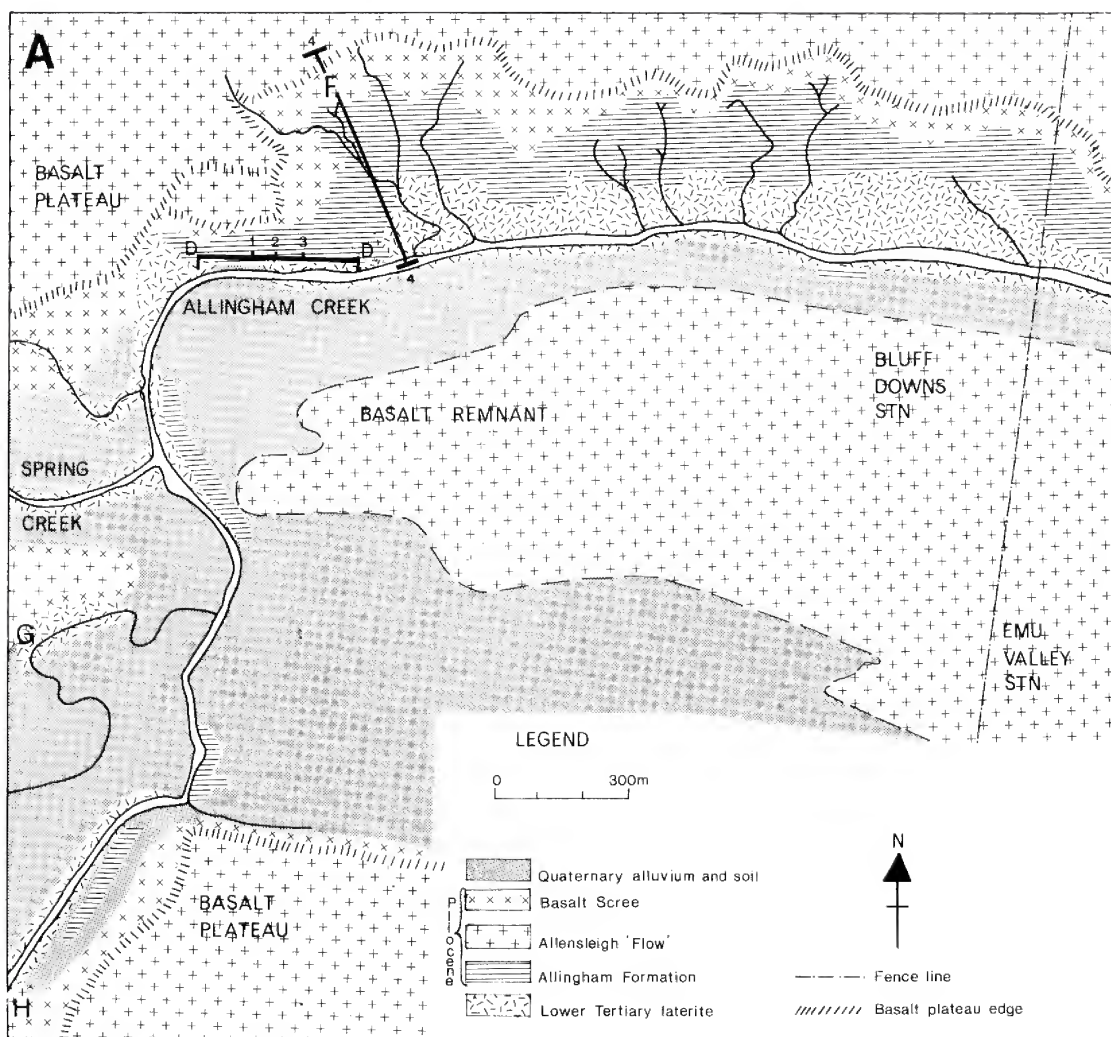 A
4
F
BASALT
PLATEAU
D 1 2 3 D'
4
ALLINGHAM CREEK
BLUFF
DOWNS
STN
BASALT REMNANT
SPRING
CREEK
G
EMU
VALLEY
STN
LEGEND
0 300m
N
Quaternary alluvium and soil
Pliocene
Basalt Scree
Allensleigh 'Flow'
Allingham Formation
Lower Tertiary laterite
Fence line
Basalt plateau edge
BASALT
PLATEAU
H